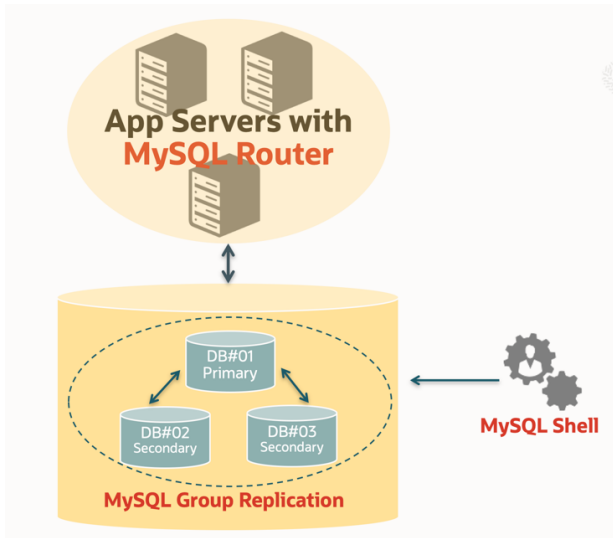 App Servers with
MySQL Router
DB#01
Primary
DB#02
Secondary
DB#03
Secondary
MySQL Group Replication
MySQL Shell